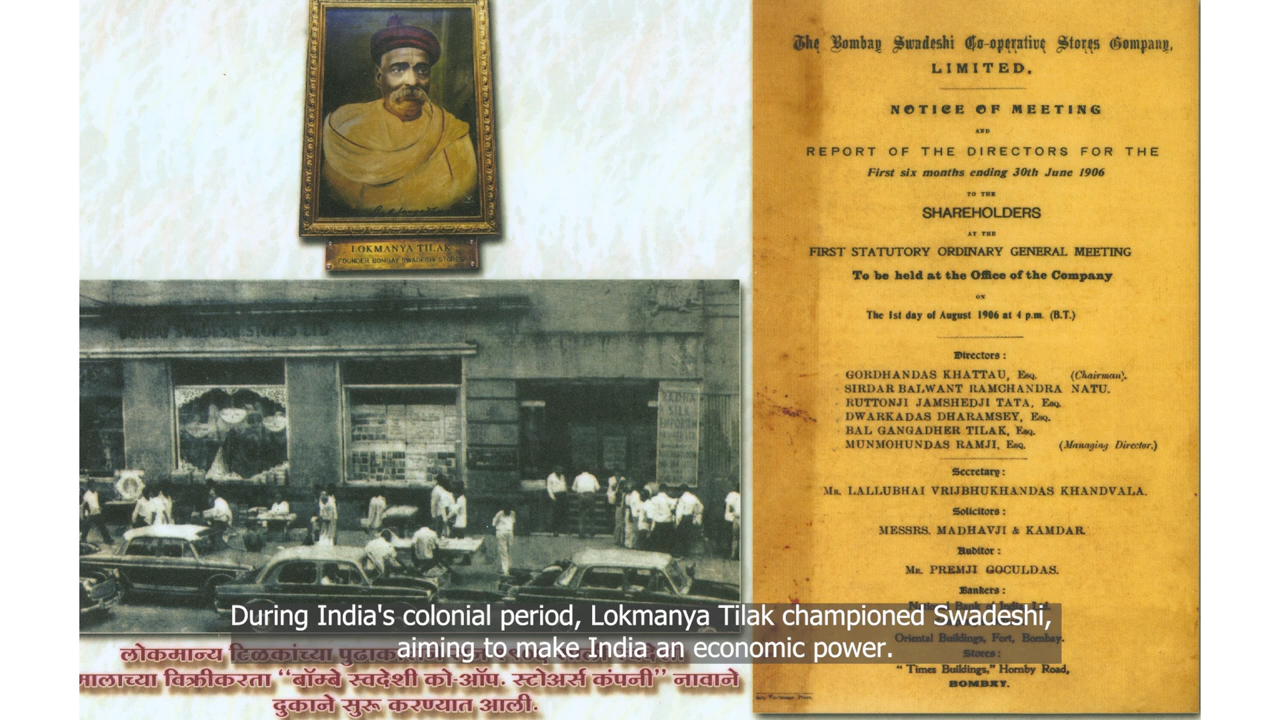 LOKMANYA TILAK
FOUNDER BOMBAY SWADESHI STORES
The Bombay Swadeshi Co-operative Stores Company,
LIMITED.
NOTICE OF MEETING
AND
REPORT OF THE DIRECTORS FOR THE
First six months ending 30th June 1906
TO THE
SHAREHOLDERS
AT THE
FIRST STATUTORY ORDINARY GENERAL MEETING
To be held at the Office of the Company
ON
The 1st day of August 1906 at 4 p.m. (B.T.)
Directors :
GORDHANDAS KHATTAU, Esq. (Chairman).
SIRDAR BALWANT RAMCHANDRA NATU.
RUTTONJI JAMSHEDJI TATA, Esq.
DWARKADAS DHARAMSEY, Esq.
BAL GANGADHER TILAK, Esq.
MUNMOHUNDAS RAMJI, Esq. (Managing Director.)
Secretary:
Mr. LALLUBHAI VRIJBHUKHANDAS KHANDVALA.
Solicitors :
MESSRS. MADHAVJI & KAMDAR.
Auditor :
Mr. PREMJI GOCULDAS.
Bankers :
National Bank of India, Ltd.
Oriental Buildings, Fort, Bombay.
Stores :
"Times Buildings," Hornby Road,
BOMBAY.
SILK
EMPORIUM
During India's colonial period, Lokmanya Tilak championed Swadeshi,
aiming to make India an economic power.
लोकमान्य टिळकांच्या
मालाच्या विक्रीकरता “बॉम्बे स्वदेशी को-ऑप. स्टोअर्स कंपनी” नावाने
दुकाने सुरू करण्यात आली.